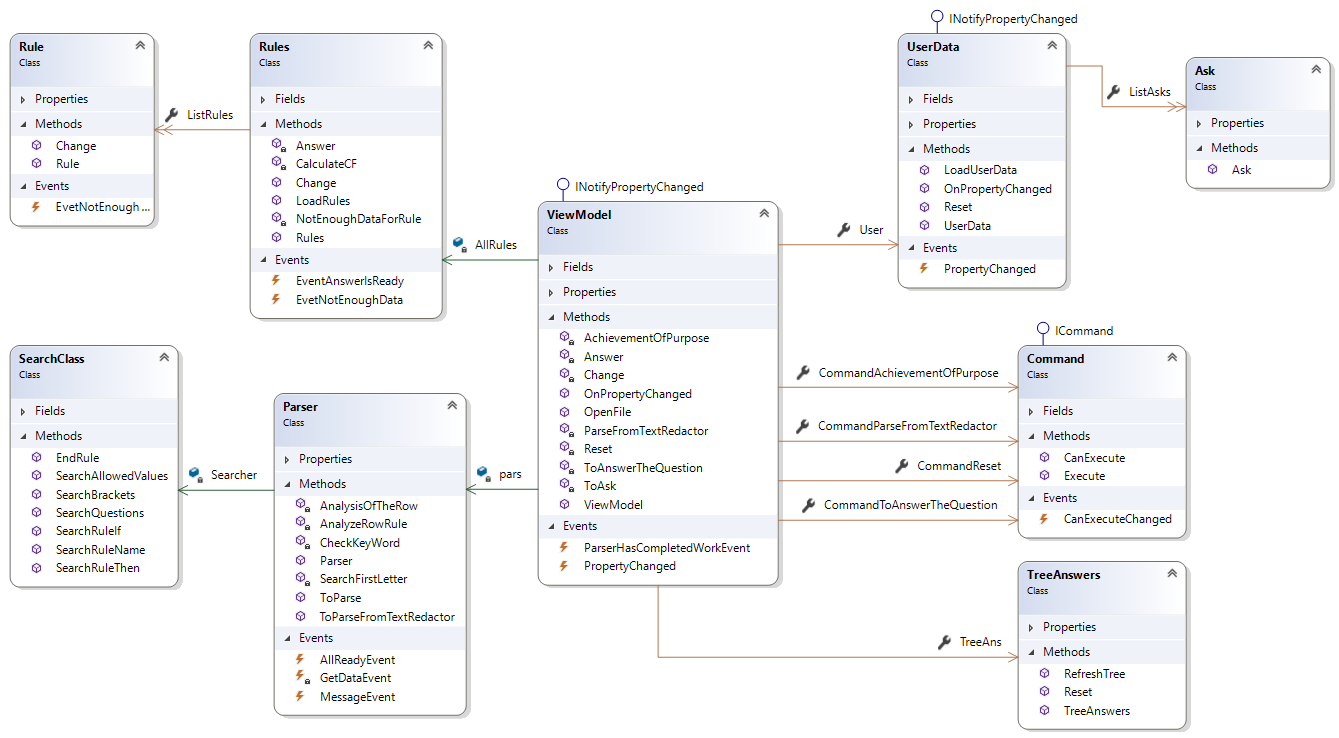 Rule
Class
Properties
Methods
Change
Rule
Events
EvetNotEnough ...
ListRules
Rules
Class
Fields
Methods
Answer
CalculateCF
Change
LoadRules
NotEnoughDataForRule
Rules
Events
EventAnswerIsReady
EvetNotEnoughData
AllRules
INotifyPropertyChanged
ViewModel
Class
Fields
Properties
Methods
AchievementOfPurpose
Answer
Change
OnPropertyChanged
OpenFile
ParseFromTextRedactor
Reset
ToAnswerTheQuestion
ToAsk
ViewModel
Events
ParserHasCompletedWorkEvent
PropertyChanged
User
INotifyPropertyChanged
UserData
Class
Fields
Properties
Methods
LoadUserData
OnPropertyChanged
Reset
UserData
Events
PropertyChanged
ListAsks
Ask
Class
Properties
Methods
Ask
SearchClass
Class
Fields
Methods
EndRule
SearchAllowedValues
SearchBrackets
SearchQuestions
SearchRuleIf
SearchRuleName
SearchRuleThen
Searcher
Parser
Class
Properties
Methods
AnalysisOfTheRow
AnalyzeRowRule
CheckKeyWord
Parser
SearchFirstLetter
ToParse
ToParseFromTextRedactor
Events
AllReadyEvent
GetDataEvent
MessageEvent
pars
CommandAchievementOfPurpose
CommandParseFromTextRedactor
CommandReset
CommandToAnswerTheQuestion
ICommand
Command
Class
Fields
Methods
CanExecute
Execute
Events
CanExecuteChanged
TreeAns
TreeAnswers
Class
Properties
Methods
RefreshTree
Reset
TreeAnswers